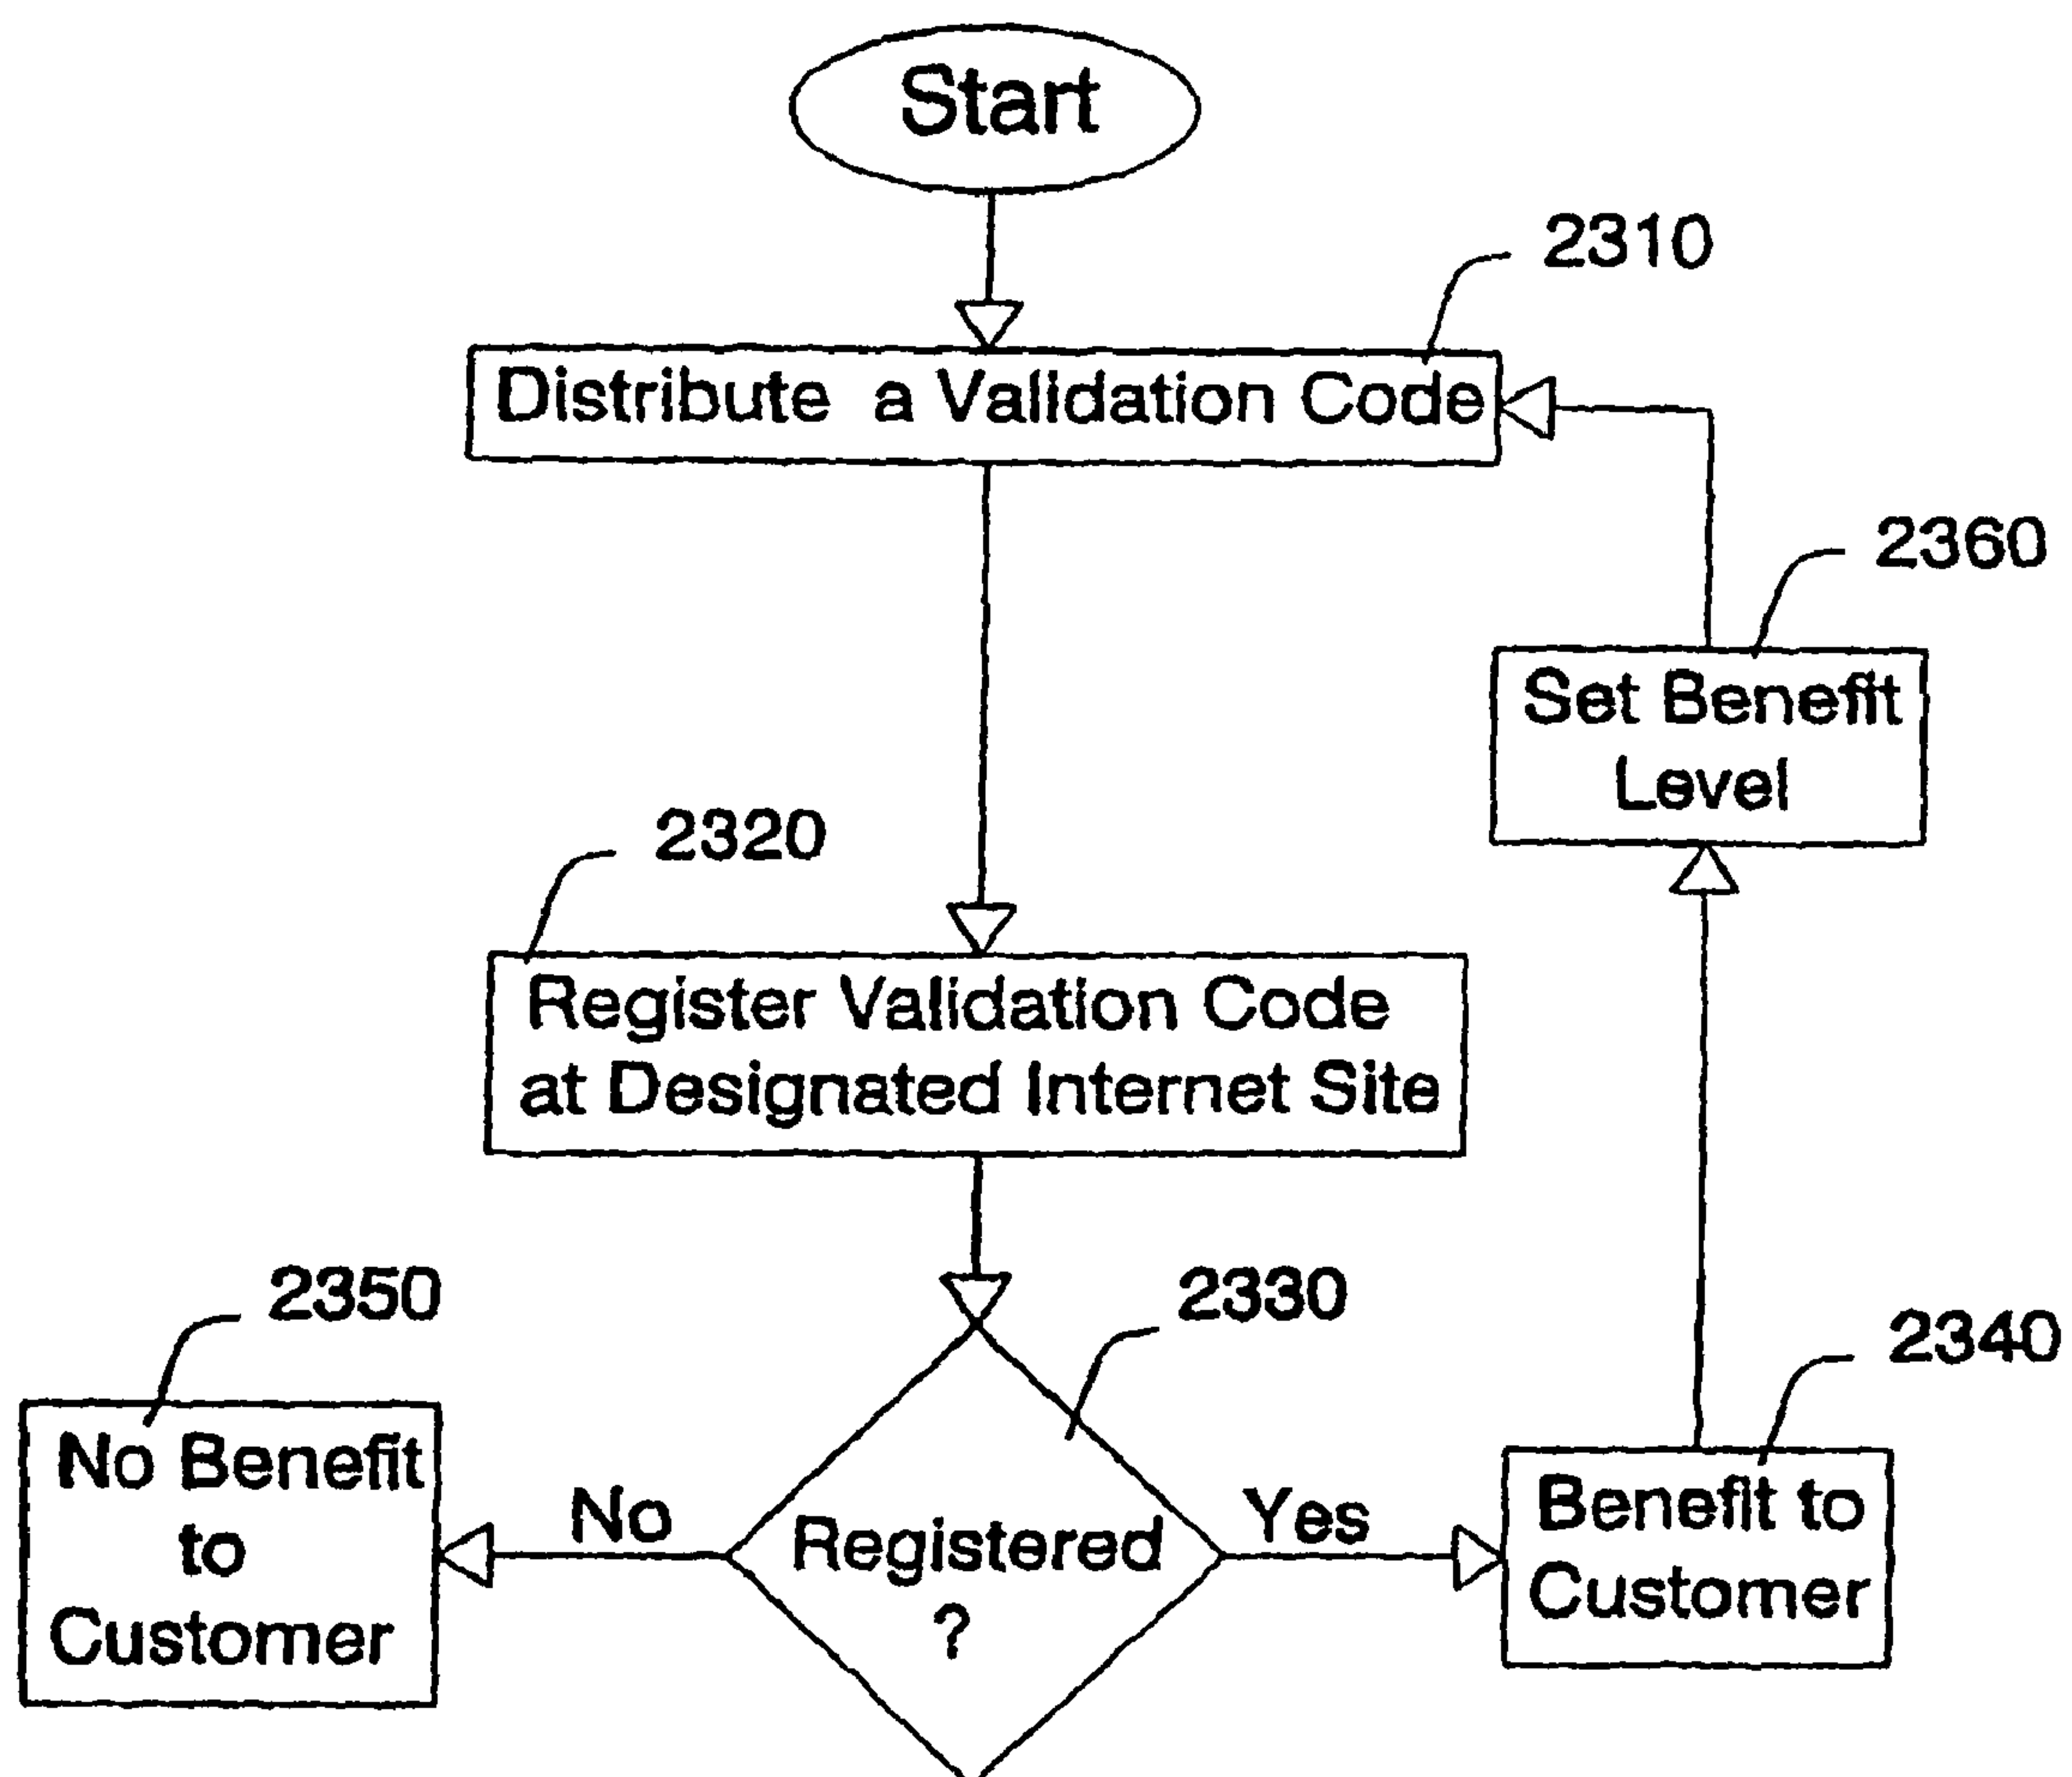 Start
2310
Distribute a Validation Code
2360
Set Benefit
Level
2320
Register Validation Code
at Designated Internet Site
2350
2330
2340
No Benefit
to
Customer
No
Registered
?
Yes
Benefit to
Customer